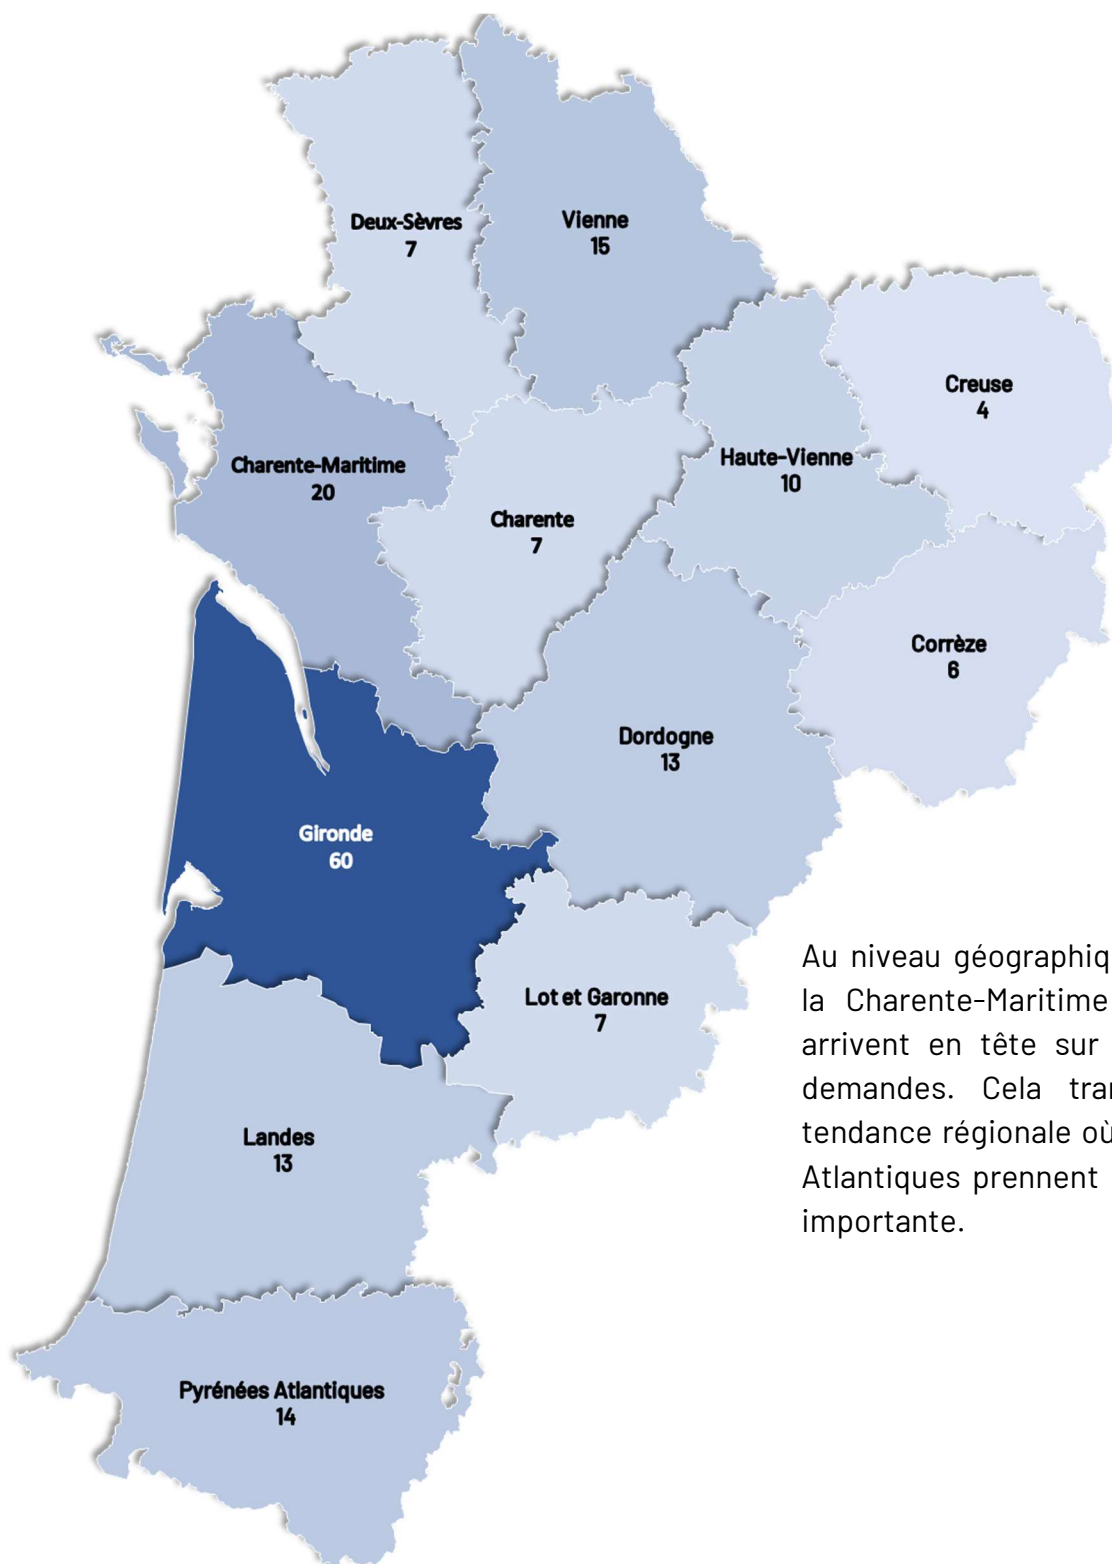 Deux-Sèvres
7
Vienne
15
Creuse
4
Charente-Maritime
20
Haute-Vienne
10
Charente
7
Corrèze
6
Dordogne
13
Gironde
60
Lot et Garonne
7
Landes
13
Pyrénées Atlantiques
14
Au niveau géographiq
la Charente-Maritime
arrivent en tête sur
demandes. Cela tra
tendance régionale où
Atlantiques prennent
importante.